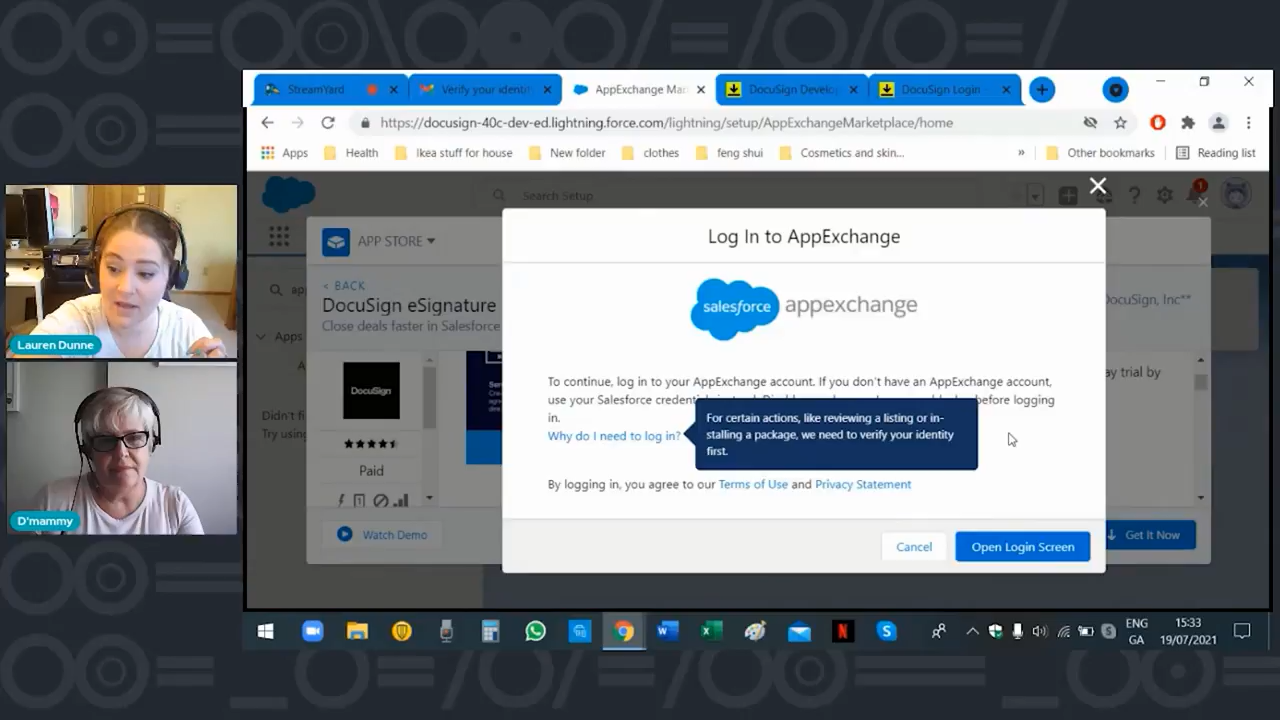 StreamYard
Verify your identit
AppExchange Mar
DocuSign Develo
DocuSign Login
https://docusign-40c-dev-ed.lightning.force.com/lightning/setup/AppExchangeMarketplace/home
Apps
Health
Ikea stuff for house
New folder
clothes
feng shui
Cosmetics and skin...
»
Other bookmarks
Reading list
Search Setup
1
APP STORE
ap
< BACK
DocuSign eSignature
Close deals faster in Salesforce
DocuSign, Inc**
Apps
A
Didn't fi
Try using
DocuSign
Paid
Watch Demo
ay trial by
Get It Now
Log In to AppExchange
salesforce appexchange
To continue, log in to your AppExchange account. If you don't have an AppExchange account,
use your Salesforce before logging
in.
Why do I need to log in?
For certain actions, like reviewing a listing or in-
stalling a package, we need to verify your identity
first.
By logging in, you agree to our Terms of Use and Privacy Statement
Cancel
Open Login Screen
Lauren Dunne
D'mammy
ENG
GA
15:33
19/07/2021